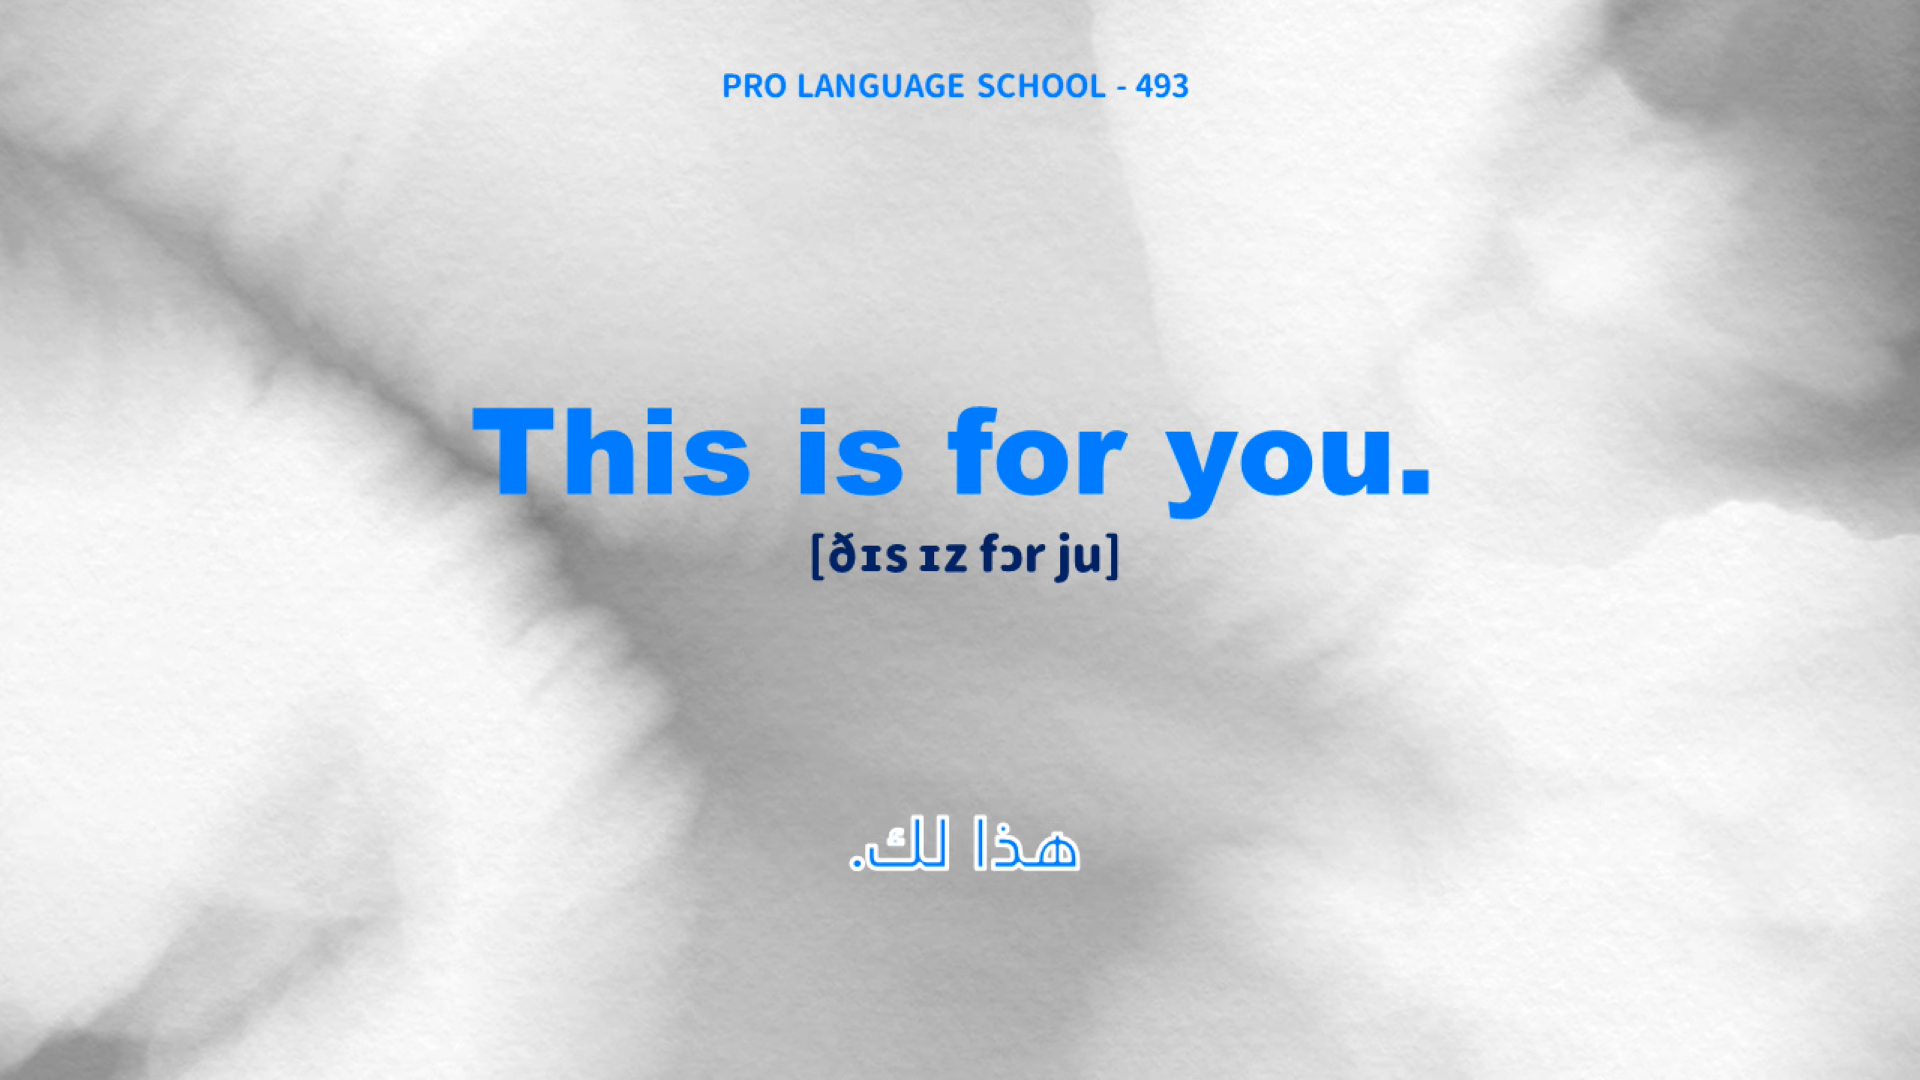 PRO LANGUAGE SCHOOL - 493
This is for you.
[ðɪs ɪz fɔr ju]
هذا لك.